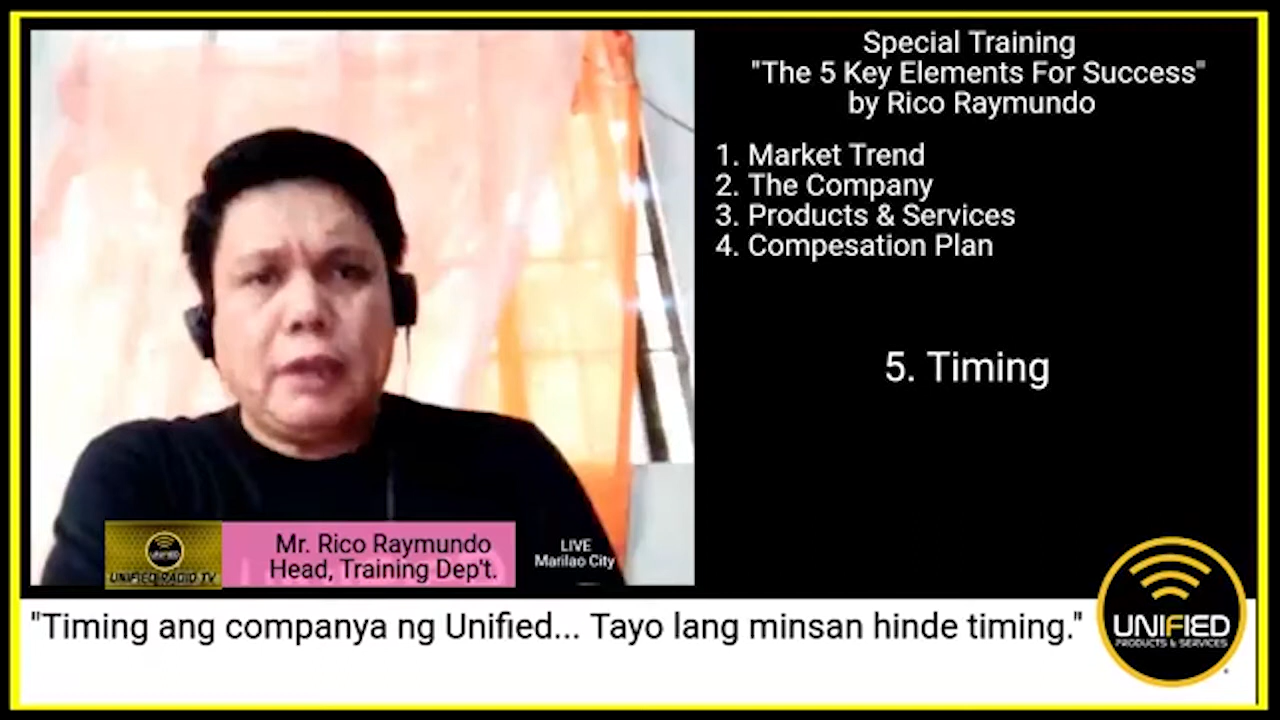 Special Training
"The 5 Key Elements For Success"
by Rico Raymundo
1. Market Trend
2. The Company
3. Products & Services
4. Compesation Plan
5. Timing
UNIFIED
UNIFIED RADIO TV
Mr. Rico Raymundo
Head, Training Dep't.
LIVE
Marilao City
"Timing ang companya ng Unified... Tayo lang minsan hinde timing."
UNIFIED
PRODUCTS & SERVICES